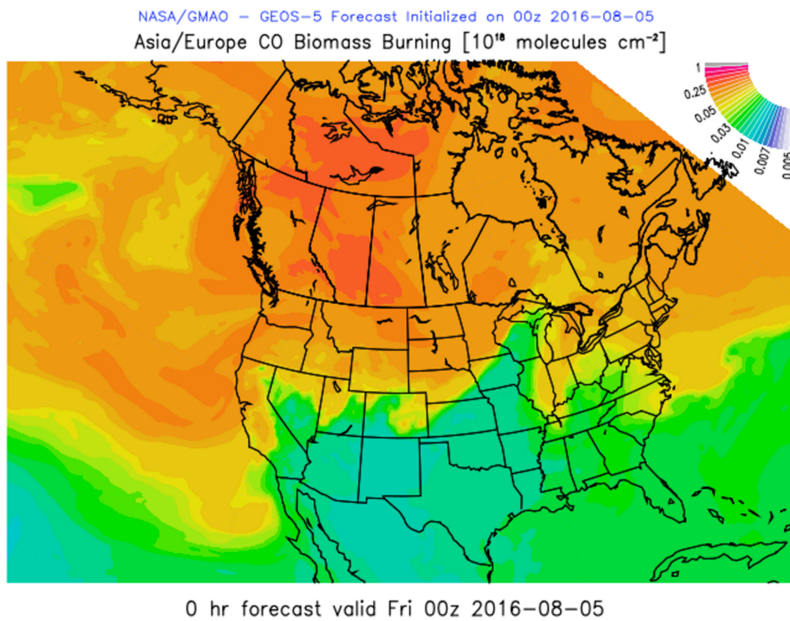 NASA/GMAO - GEOS-5 Forecast Initialized on 00z 2016-08-05
Asia/Europe CO Biomass Burning [10¹⁸ molecules cm⁻²]
1
0.25
0.05
0.03
0.01
0.007
0.005
0 hr forecast valid Fri 00z 2016-08-05